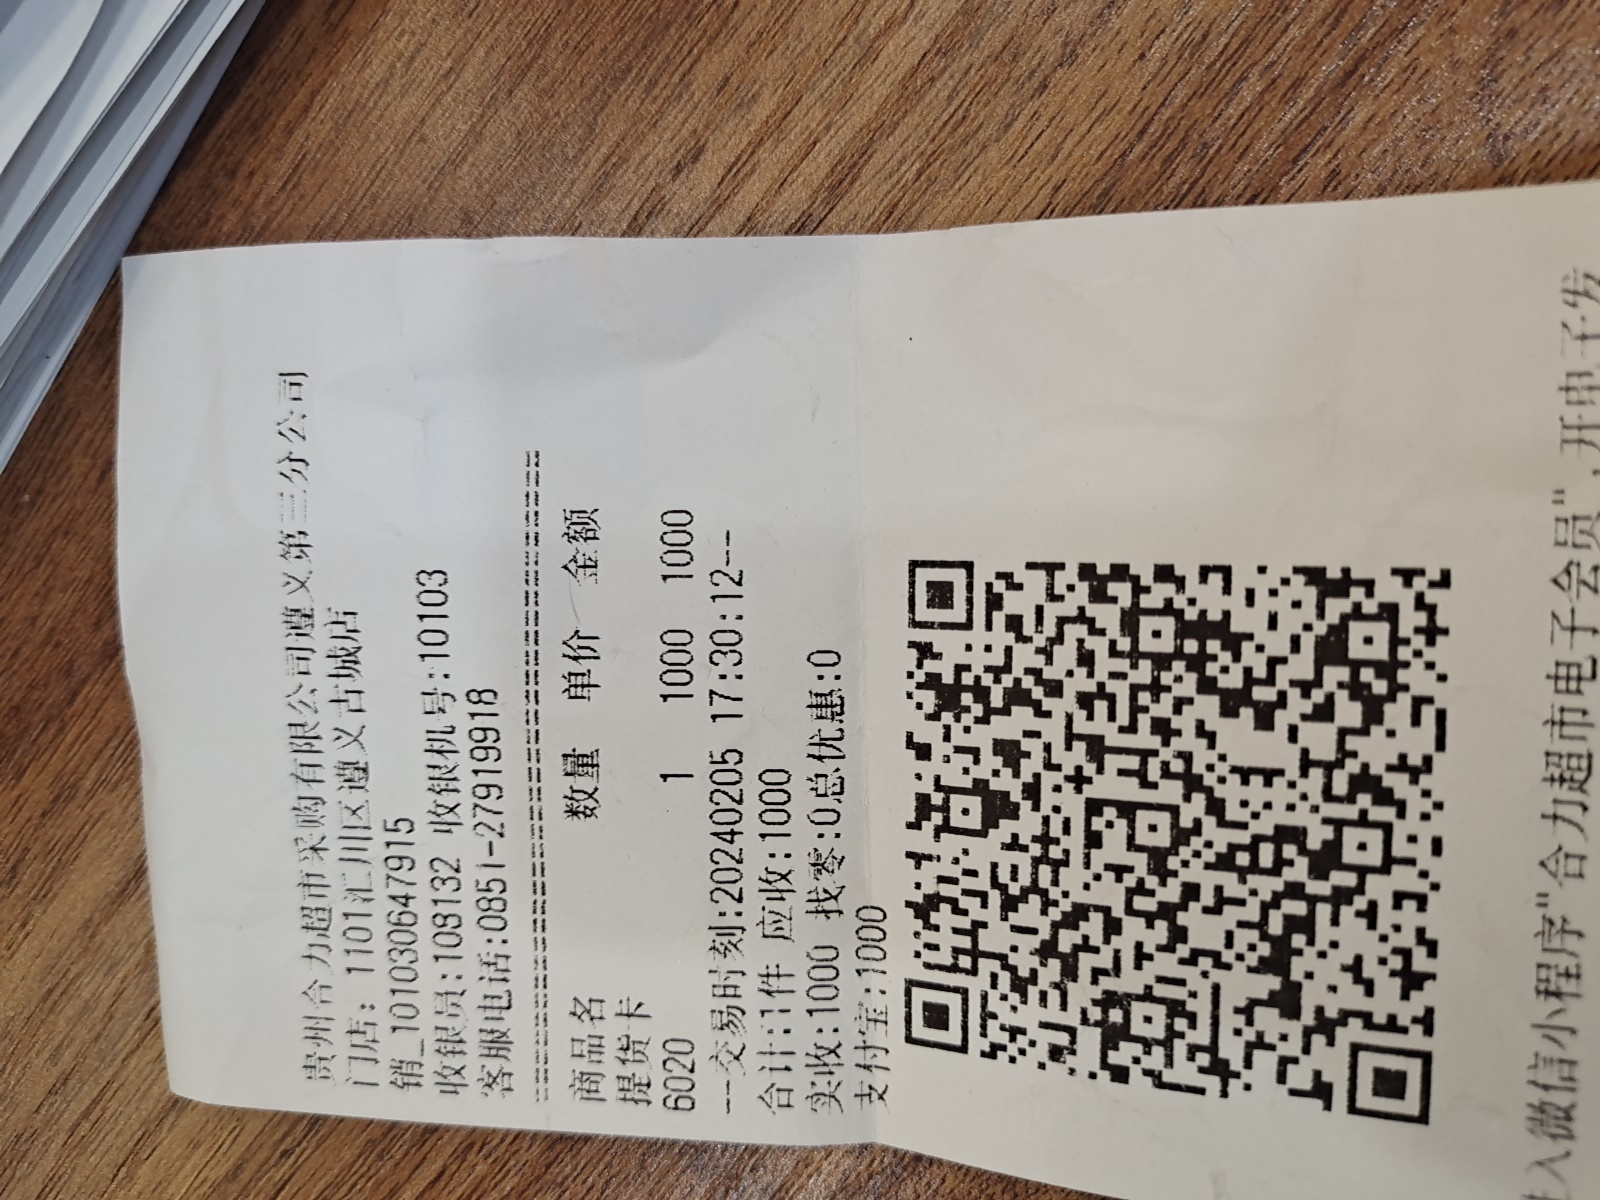 贵州合力超市采购有限公司遵义第三分公司
门店: 1101汇川区遵义古城店
销_101030647915
收银员:108132 收银机号:10103
客服电话:0851-27919918
商品名 数量 单价 金额
提货卡
6020 1 1000 1000
--交易时刻:20240205 17:30:12--
合计:1件 应收:1000
实收:1000 找零:0总优惠:0
支付宝:1000
入微信小程序"合力超市电子会员",开电子发